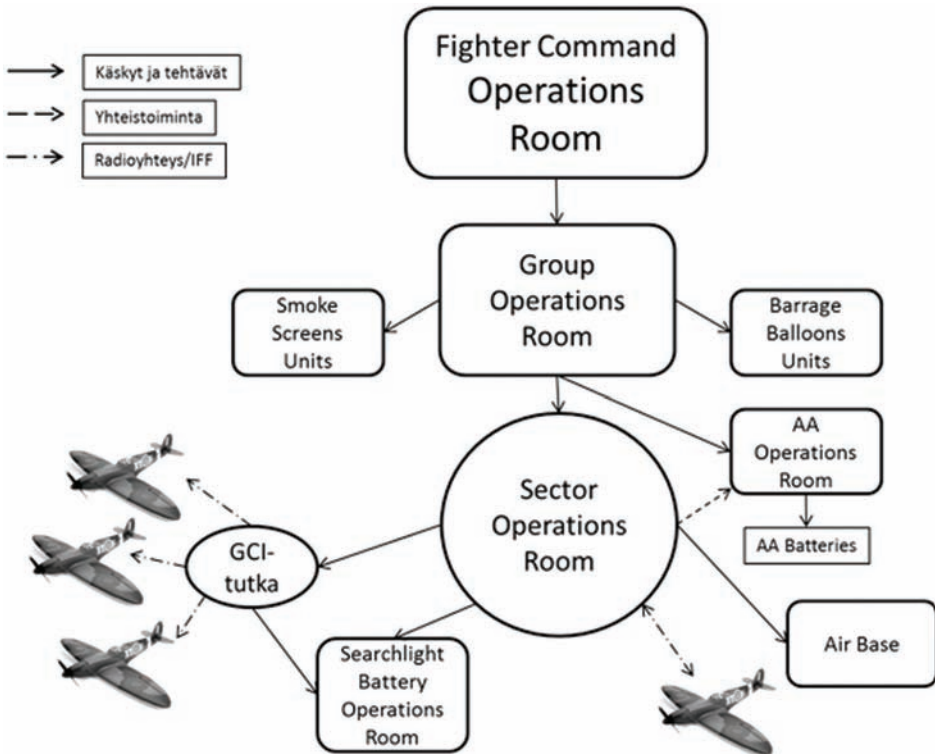 Fighter Command
Operations
Room
Käskyt ja tehtävät
Yhteistoiminta
Radioyhteys/IFF
Group
Operations
Room
Smoke
Screens
Units
Barrage
Balloons
Units
AA
Operations
Room
Sector
Operations
Room
AA Batteries
GCI-
tutka
Air Base
Searchlight
Battery
Operations
Room